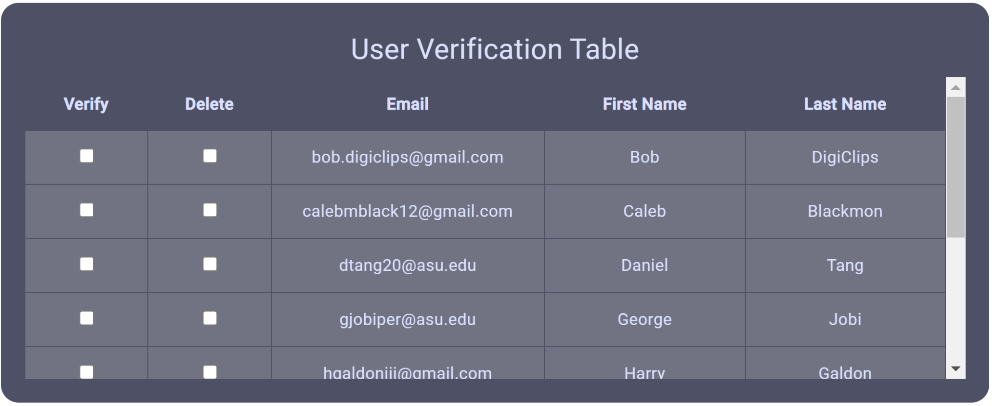 User Verification Table
Verify Delete Email First Name Last Name
bob.digiclips@gmail.com Bob DigiClips
calebmblack12@gmail.com Caleb Blackmon
dtang20@asu.edu Daniel Tang
gjobiper@asu.edu George Jobi
hgaldoniii@gmail.com Harry Galdon